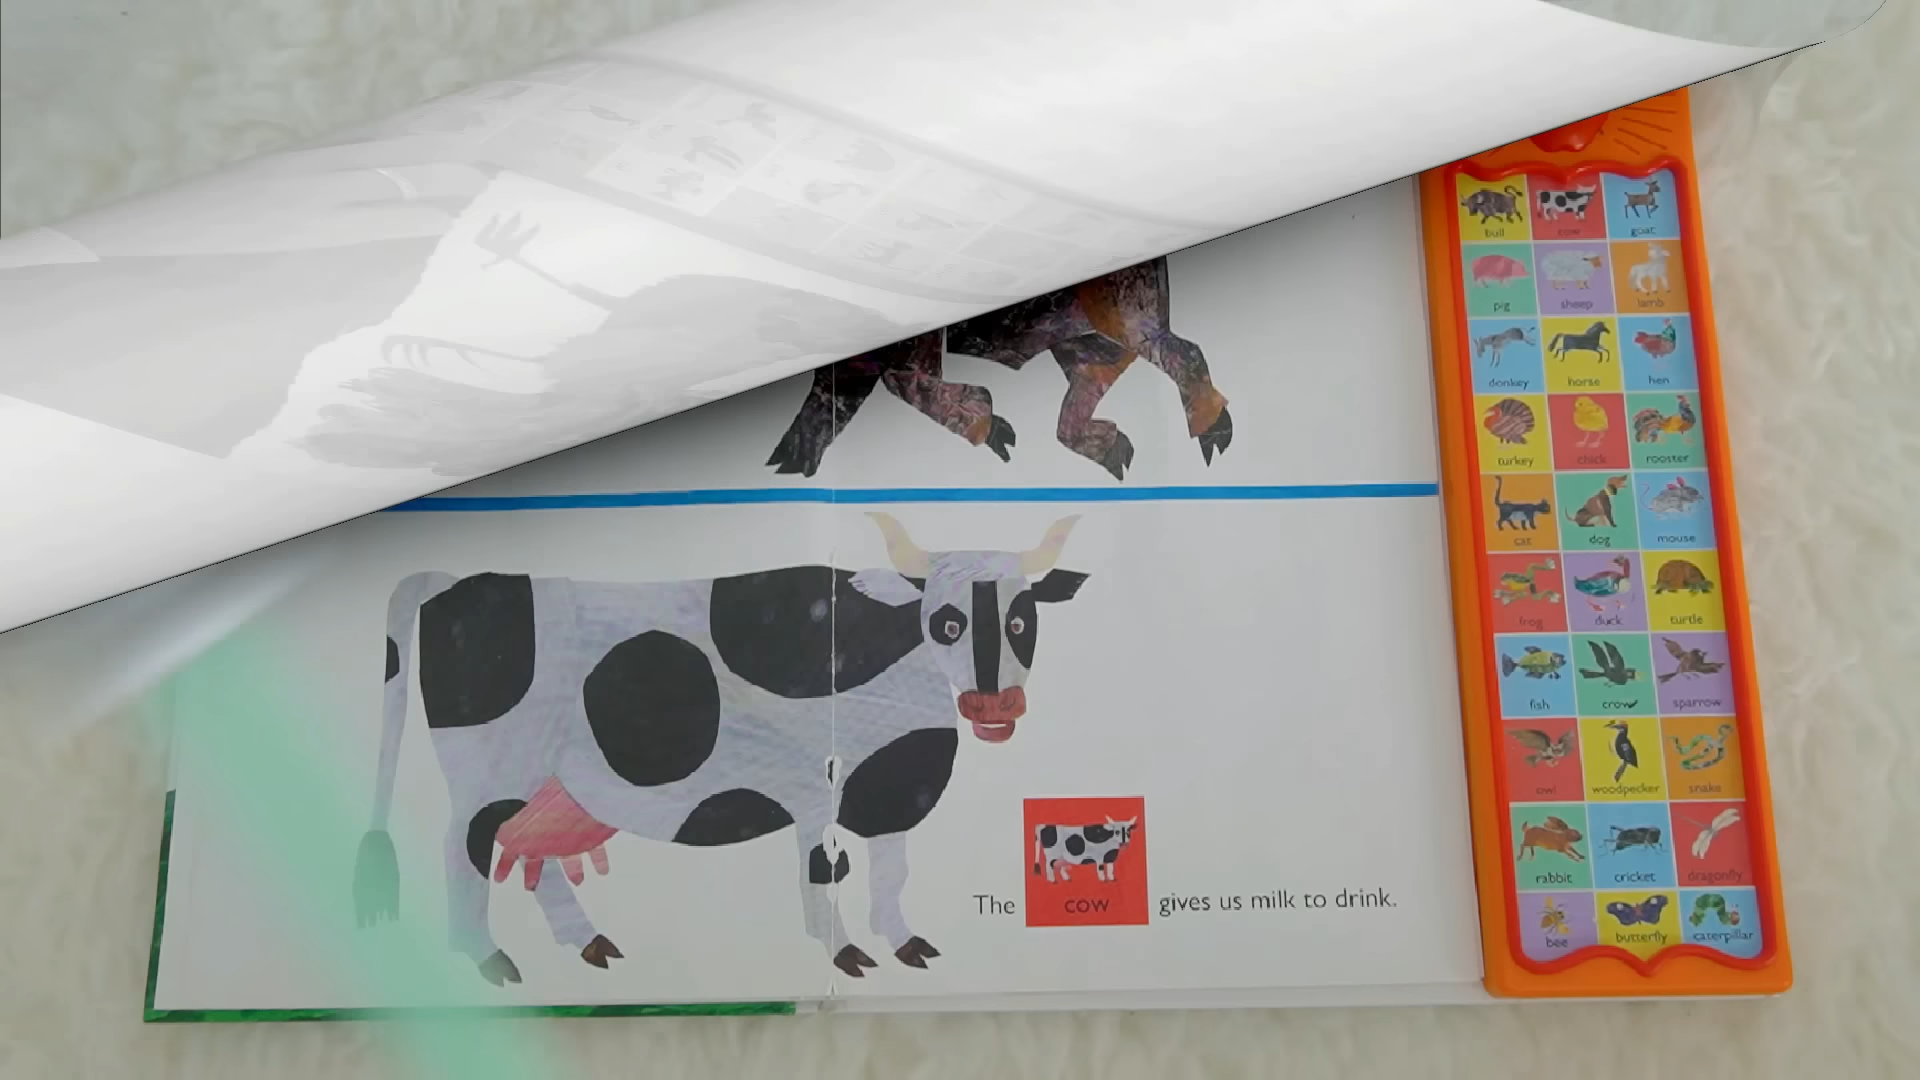 bull cow goat
pig sheep lamb
donkey horse hen
turkey chick rooster
cat dog mouse
frog duck turtle
fish crow sparrow
owl woodpecker snake
rabbit cricket dragonfly
bee butterfly caterpillar
The cow gives us milk to drink.